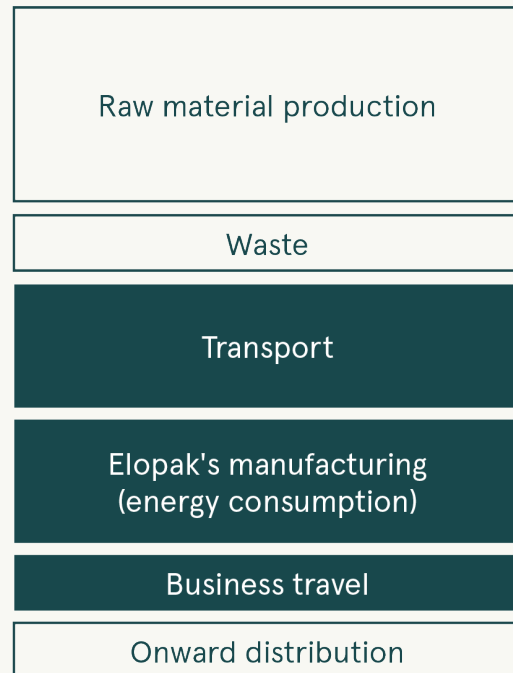 Raw material production
Waste
Transport
Elopak's manufacturing
(energy consumption)
Business travel
Onward distribution